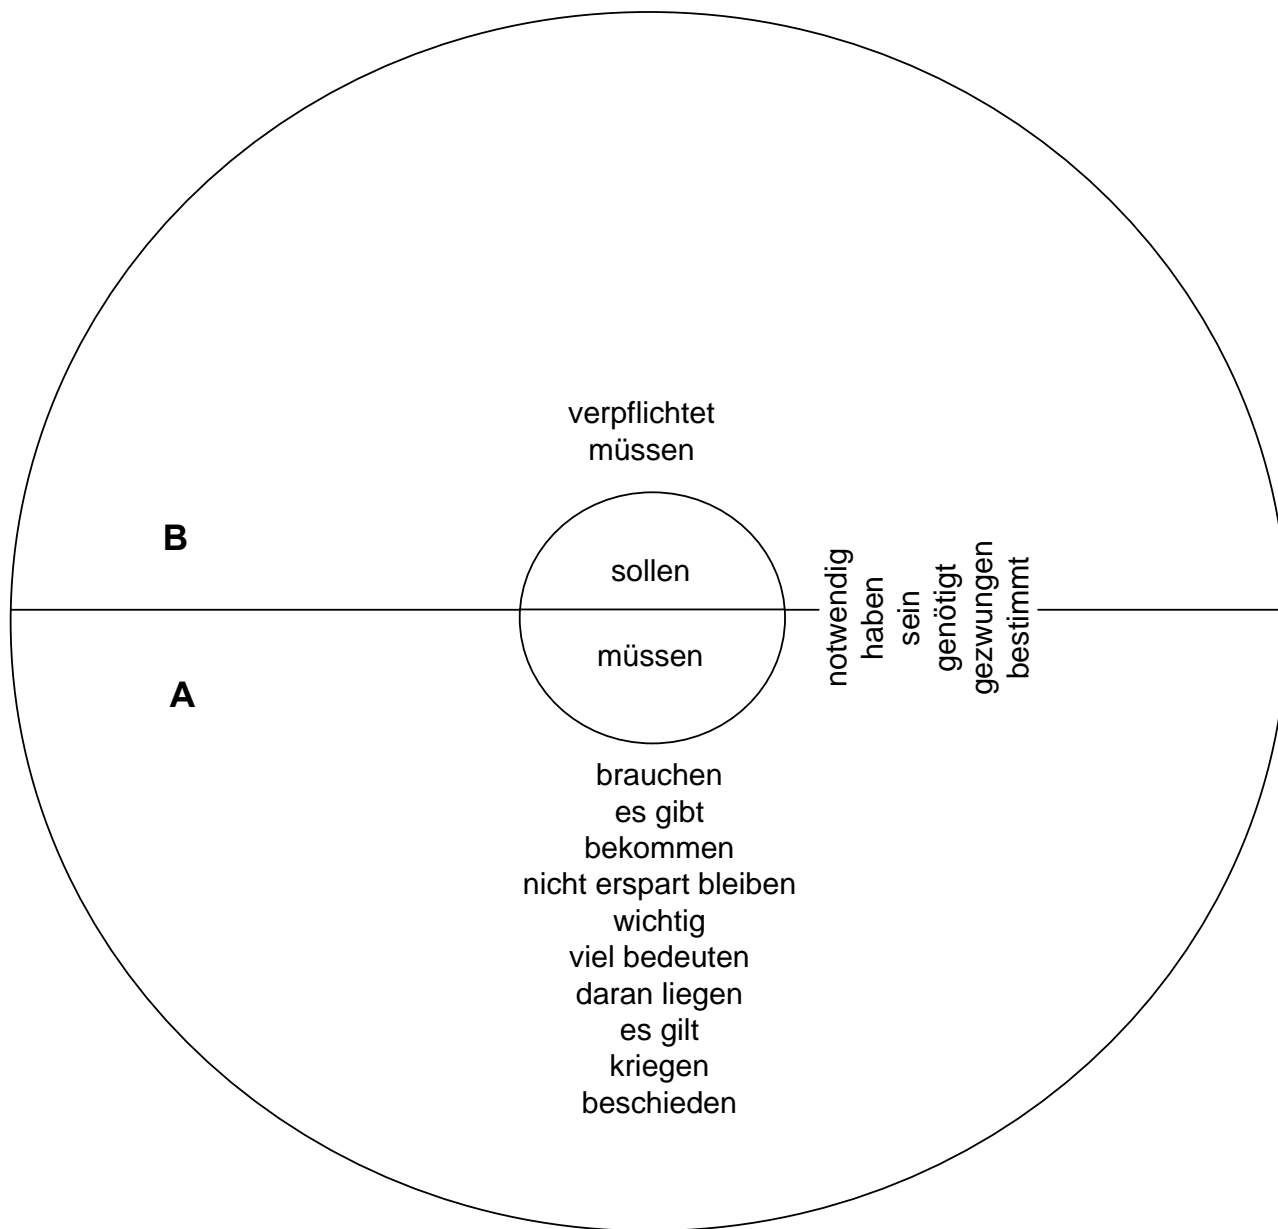 verpflichtet
müssen
B
sollen
notwendig
haben
sein
genötigt
gezwungen
bestimmt
müssen
A
brauchen
es gibt
bekommen
nicht erspart bleiben
wichtig
viel bedeuten
daran liegen
es gilt
kriegen
beschieden